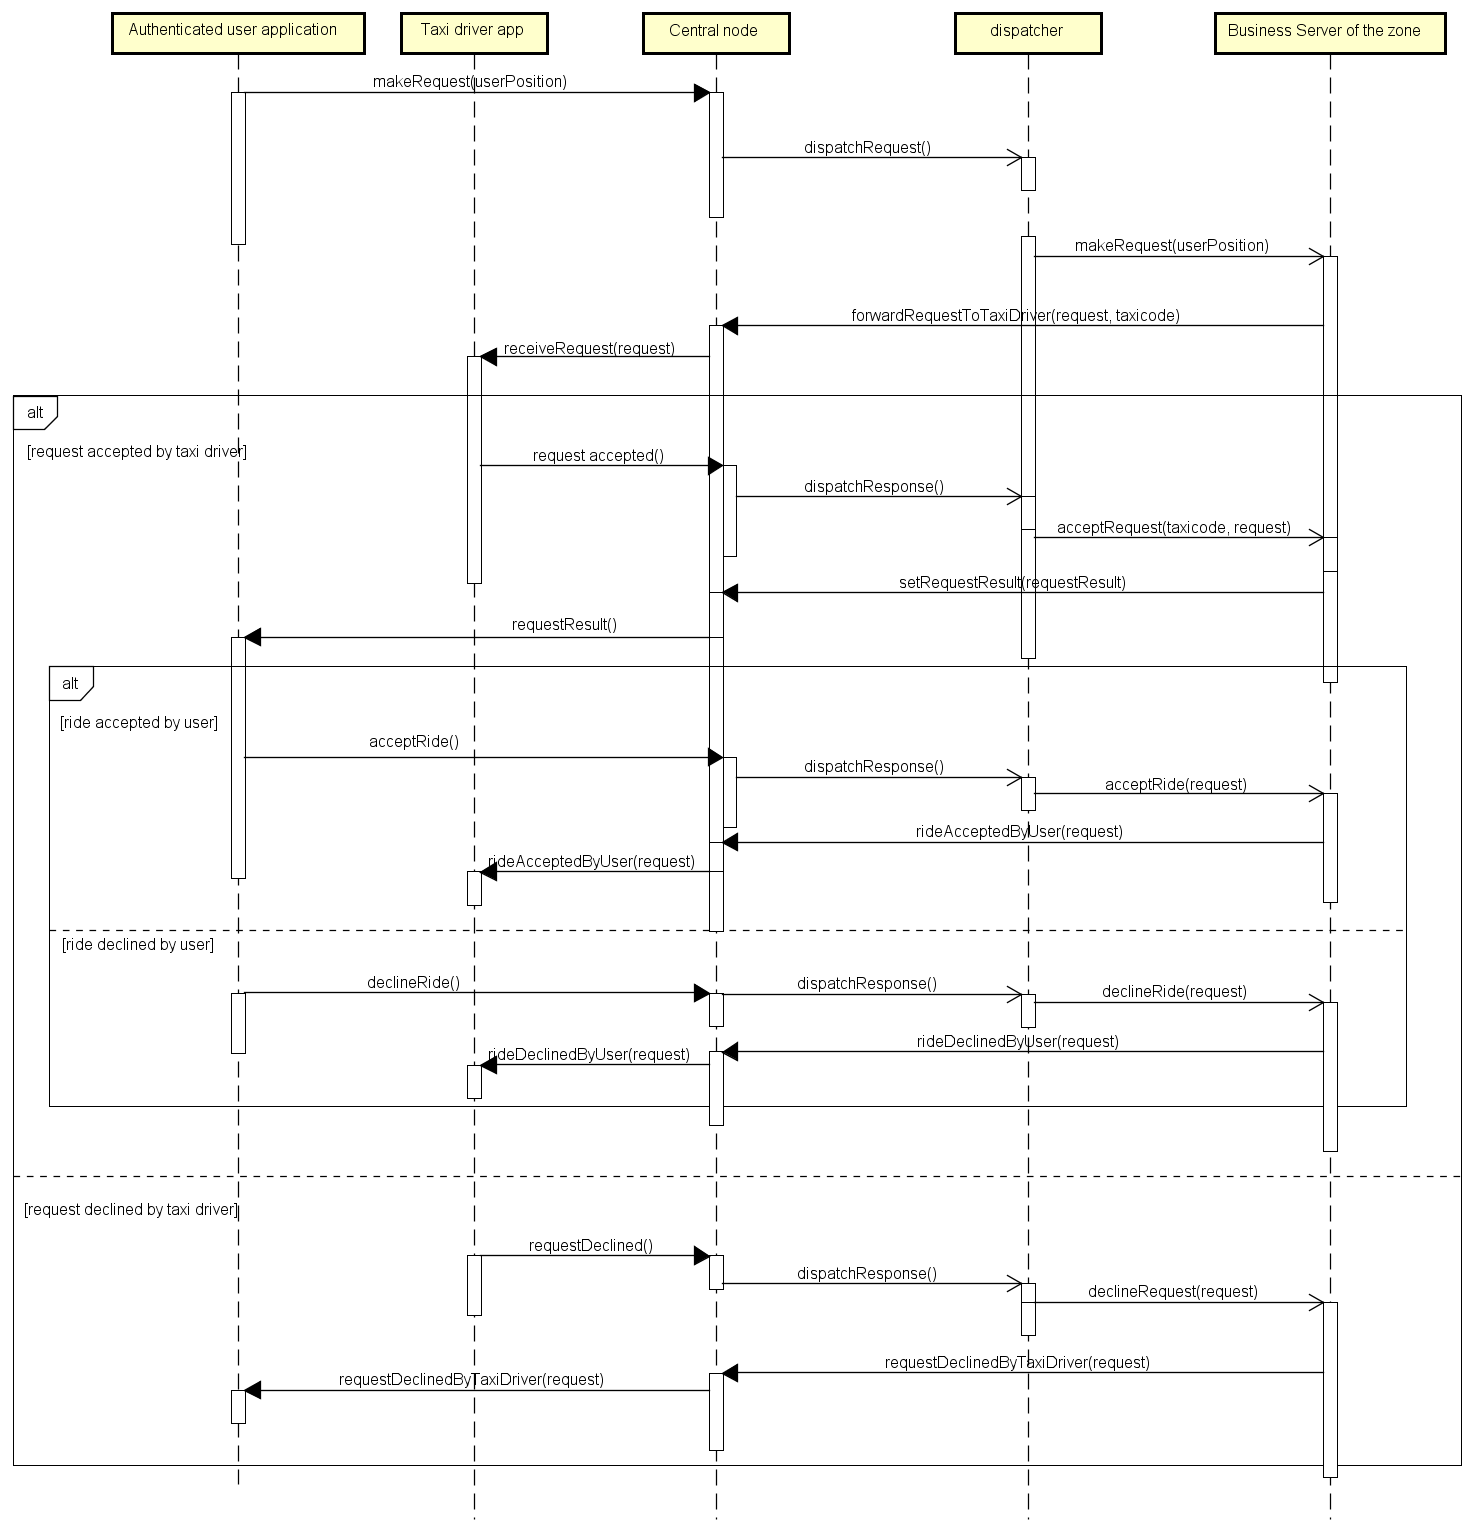 Authenticated user application
Taxi driver app
Central node
dispatcher
Business Server of the zone
makeRequest(userPosition)
dispatchRequest()
makeRequest(userPosition)
forwardRequestToTaxiDriver(request, taxicode)
receiveRequest(request)
alt
[request accepted by taxi driver]
request accepted()
dispatchResponse()
acceptRequest(taxicode, request)
setRequestResult(requestResult)
requestResult()
alt
[ride accepted by user]
acceptRide()
dispatchResponse()
acceptRide(request)
rideAcceptedByUser(request)
rideAcceptedByUser(request)
[ride declined by user]
declineRide()
dispatchResponse()
declineRide(request)
rideDeclinedByUser(request)
rideDeclinedByUser(request)
[request declined by taxi driver]
requestDeclined()
dispatchResponse()
declineRequest(request)
requestDeclinedByTaxiDriver(request)
requestDeclinedByTaxiDriver(request)